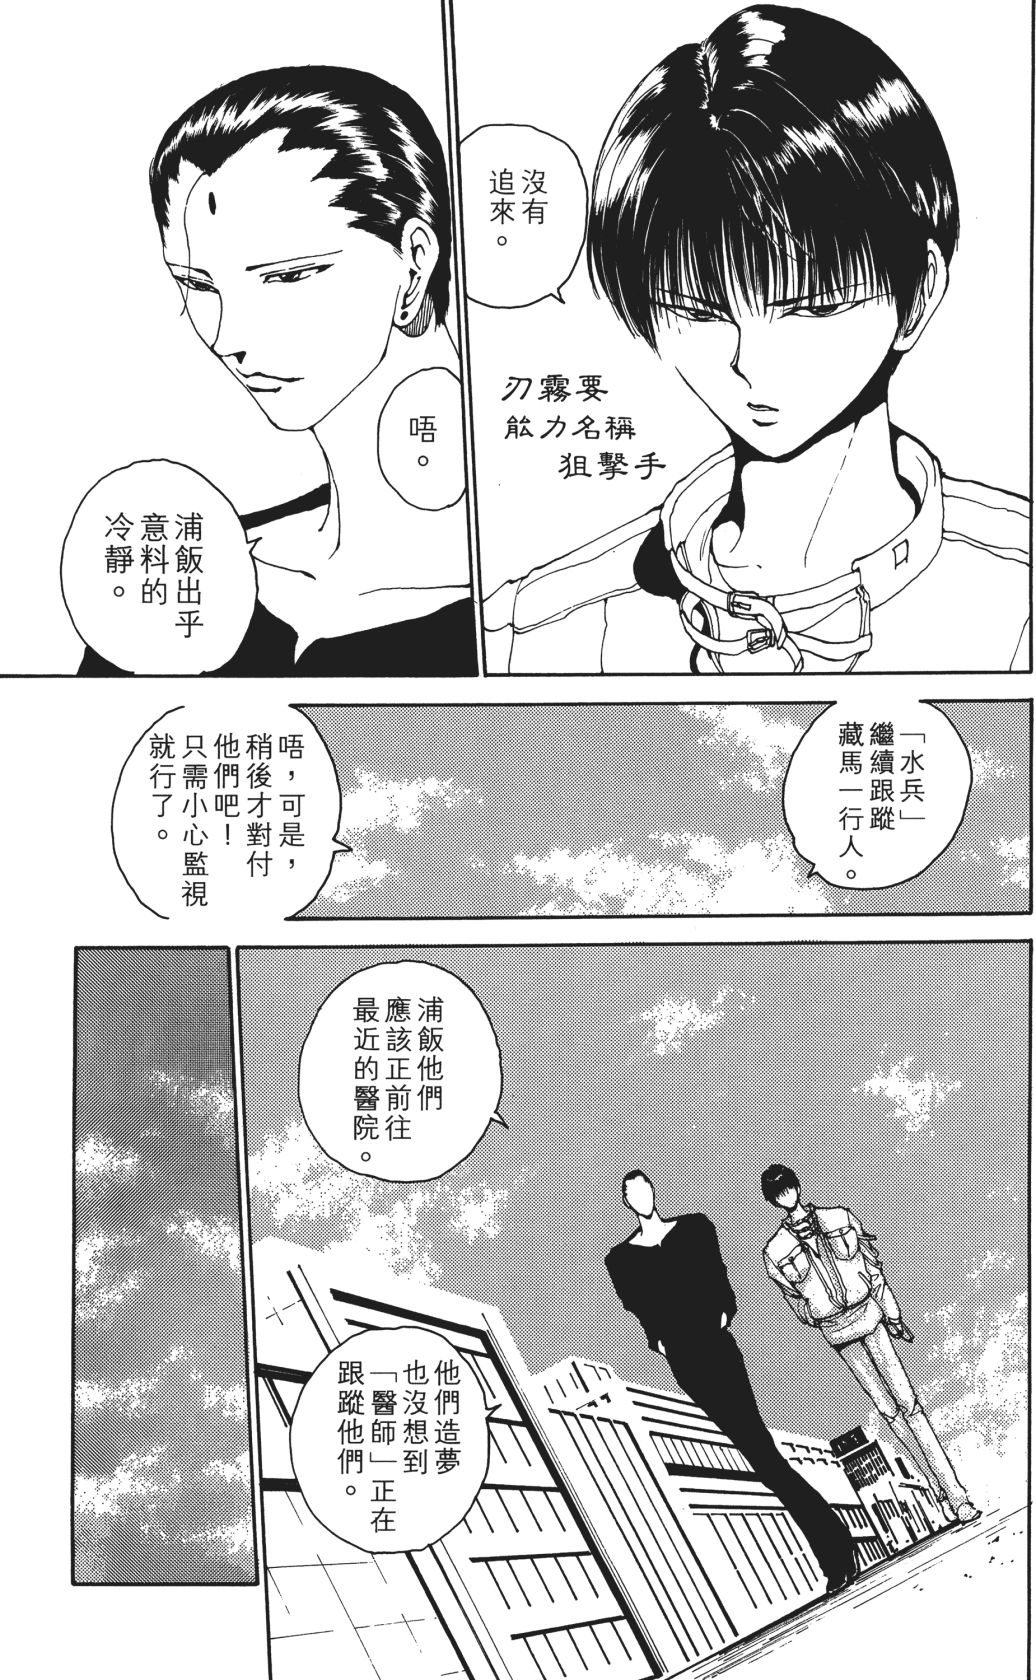 沒有
追來。
刃霧要
能力名稱
狙擊手
唔。
浦飯出乎
意料的
冷靜。
「水兵」
繼續跟蹤
藏馬一行人。
唔，可是，
稍後才對付
他們吧！
只需小心監視
就行了。
浦飯他們
應該正前往
最近的醫院。
他們造夢
也沒想到
「醫師」正在
跟蹤他們。